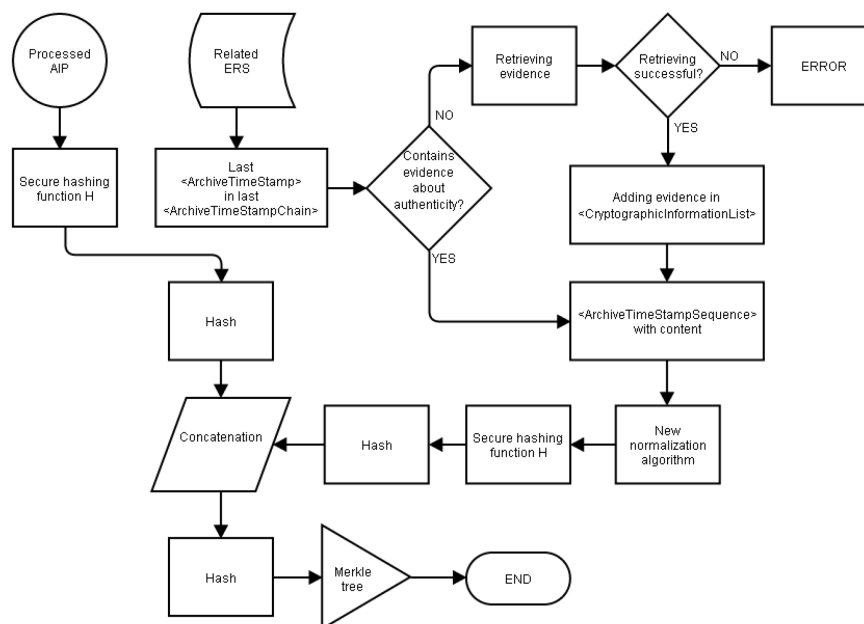 Processed
AIP
Related
ERS
Retrieving
evidence
Retrieving
successful?
NO
ERROR
NO
YES
Secure hashing
function H
Last
<ArchiveTimeStamp>
in last
<ArchiveTimeStampChain>
Contains
evidence
about
authenticity?
Adding evidence in
<CryptographicInformationList>
YES
Hash
<ArchiveTimeStampSequence>
with content
Concatenation
Hash
Secure hashing
function H
New
normalization
algorithm
Hash
Merkle
tree
END